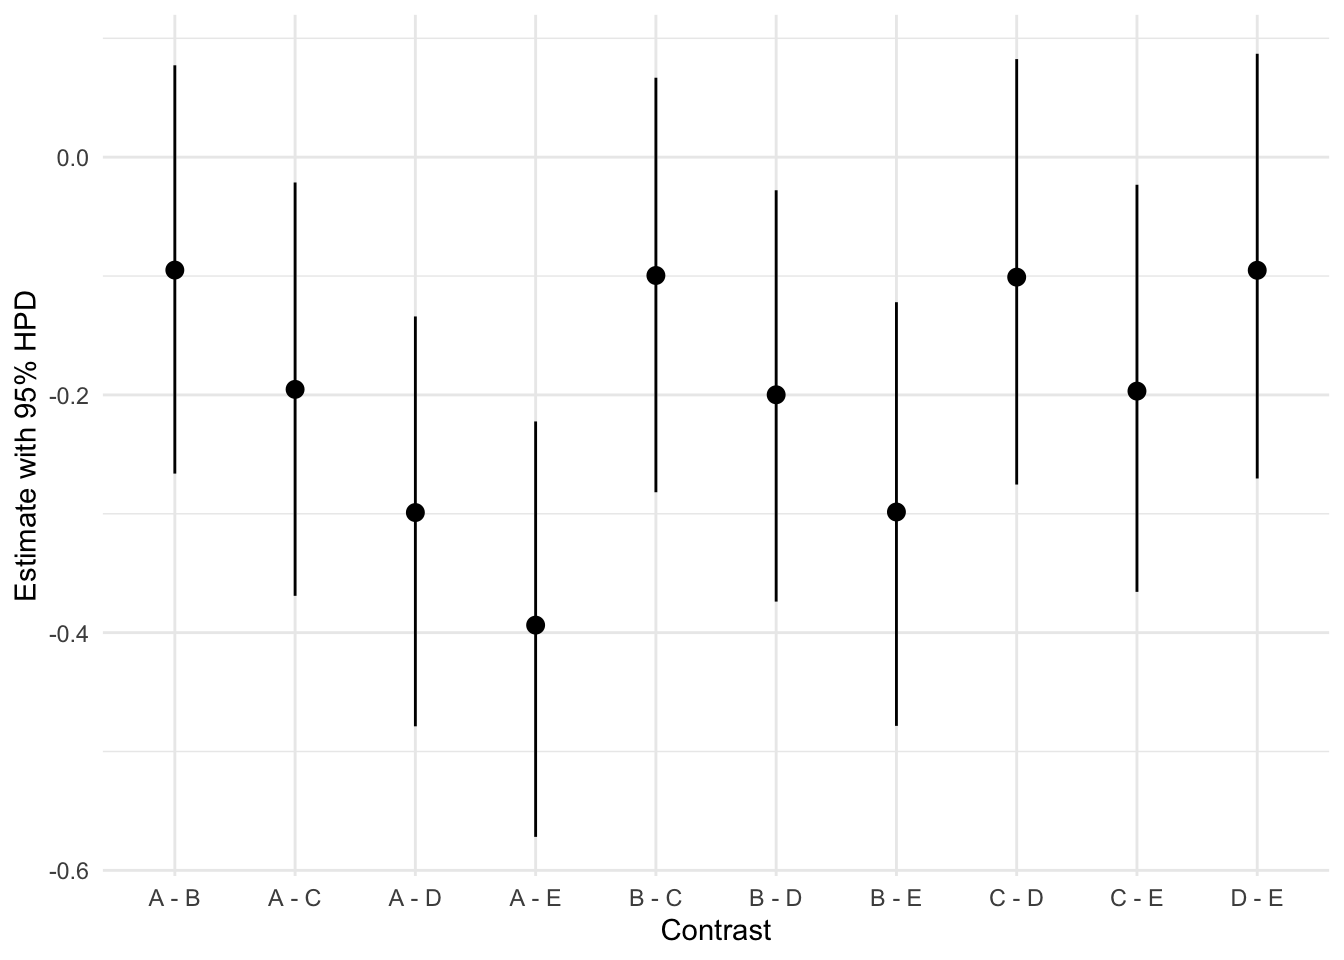 Estimate with 95% HPD
0.0
-0.2
-0.4
-0.6
A - B A - C A - D A - E B - C B - D B - E C - D C - E D - E
Contrast